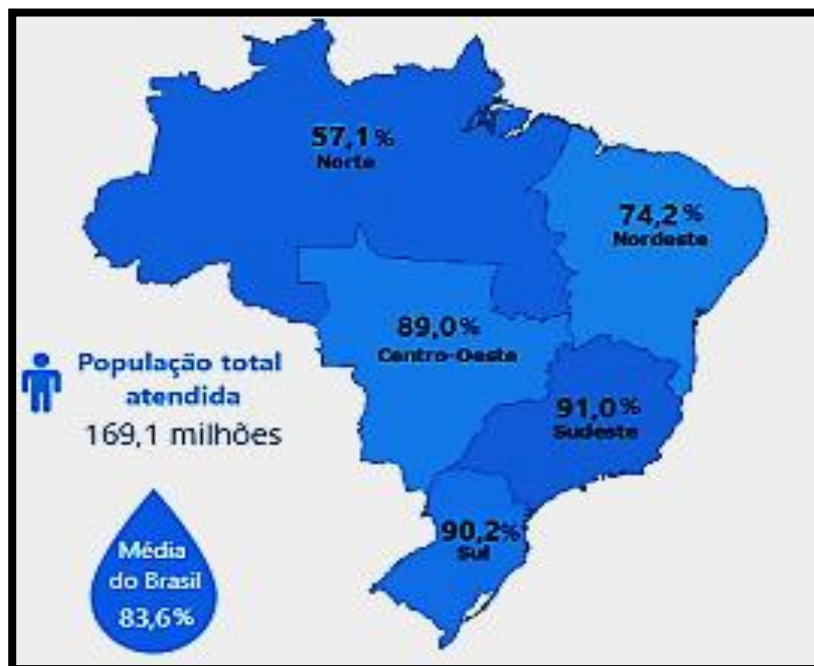 57,1%
Norte
74,2%
Nordeste
89,0%
Centro-Oeste
91,0%
Sudeste
90,2%
Sul
População total
atendida
169,1 milhões
Média
do Brasil
83,6%